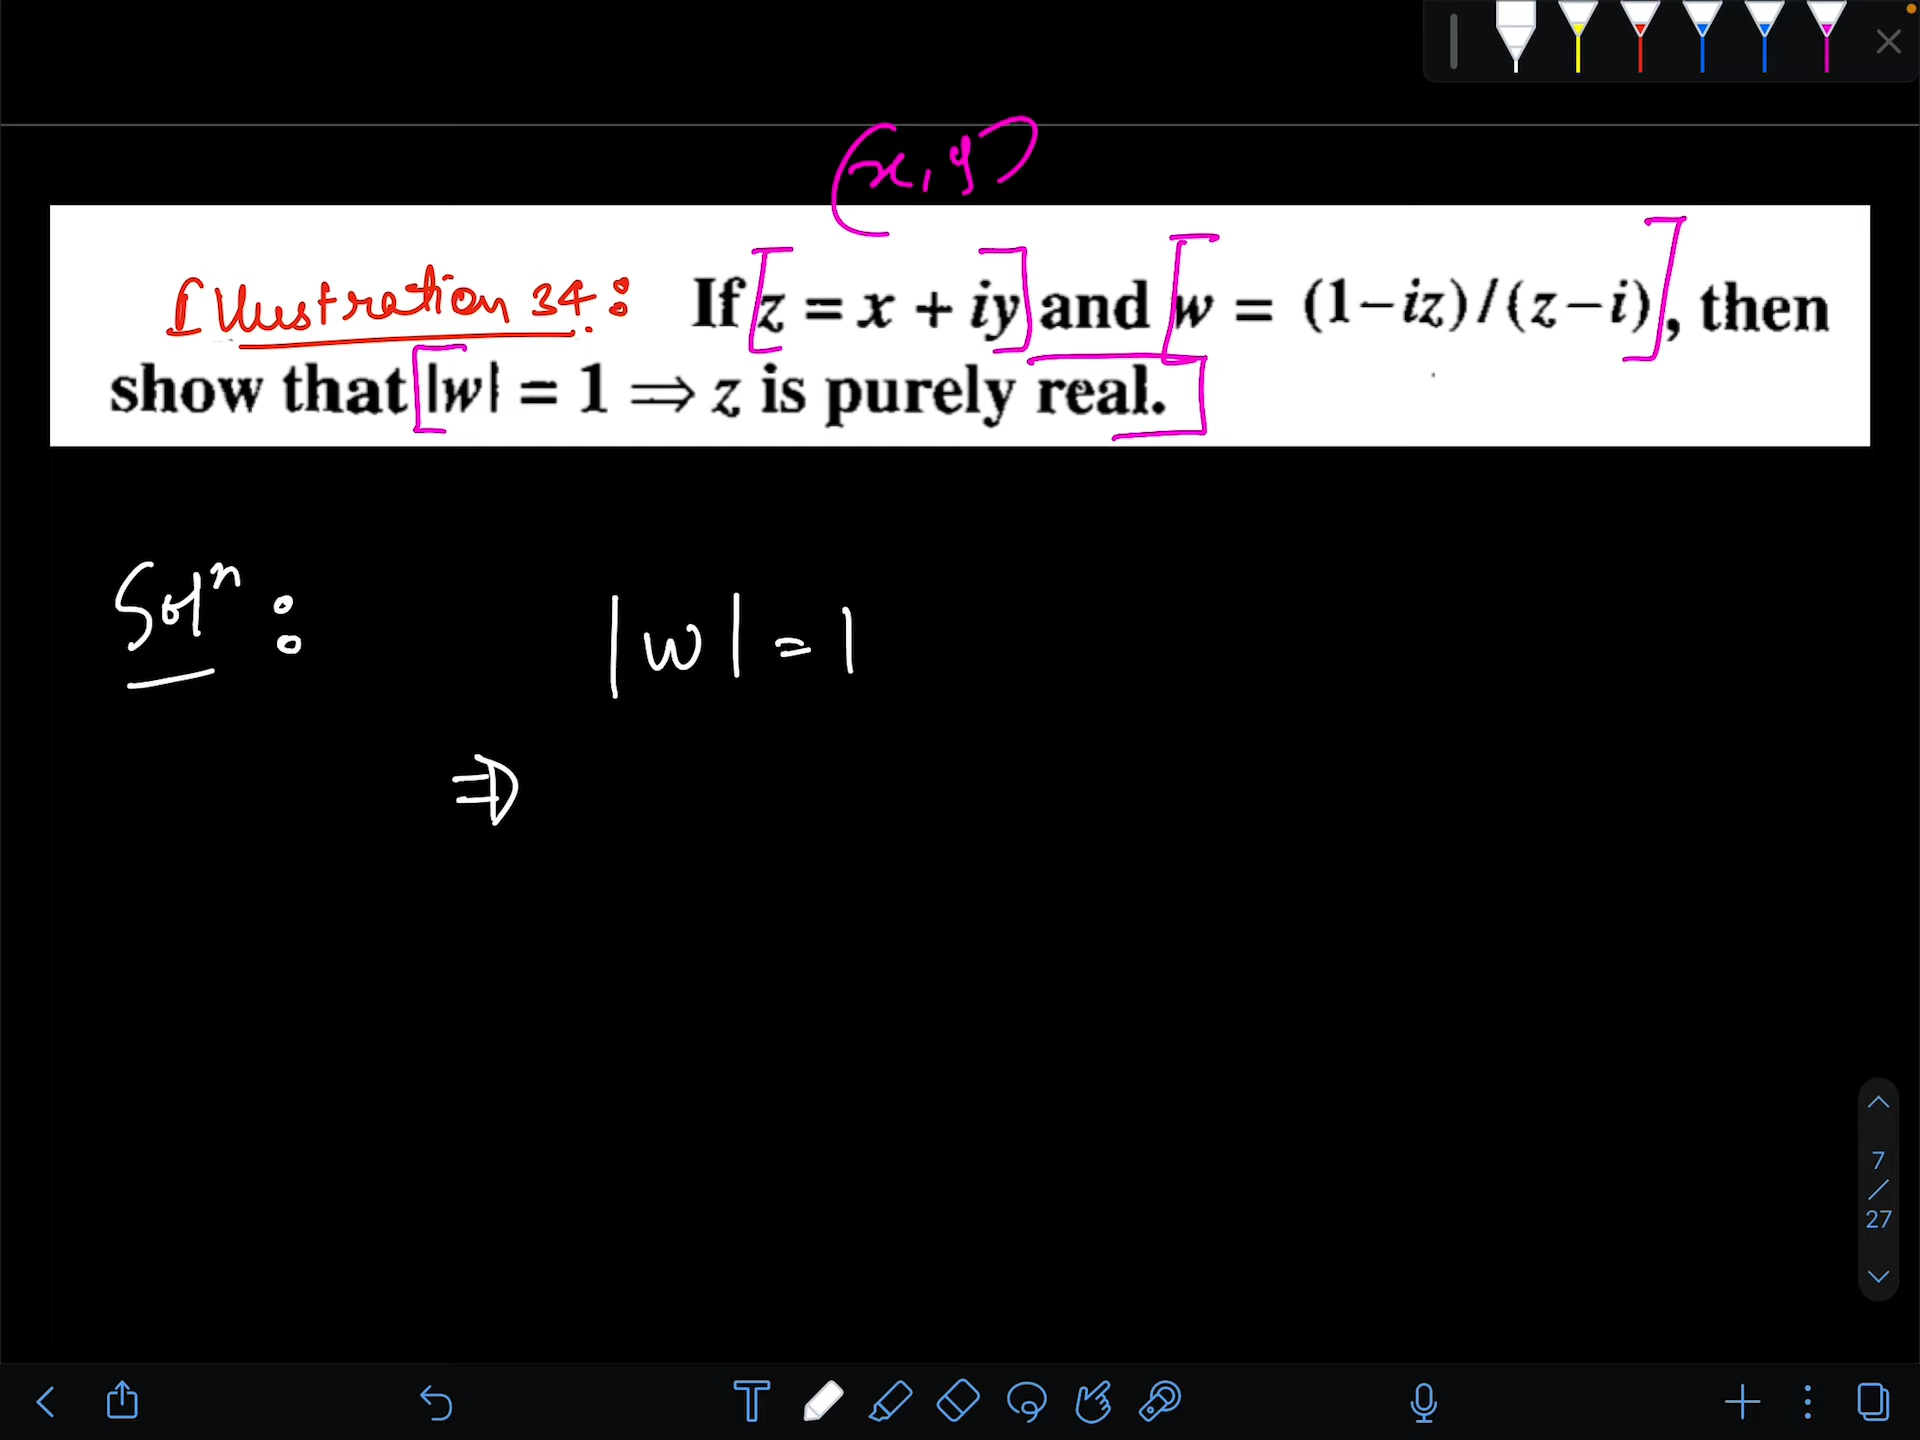 (x, y)
Illustration 34: If z = x + iy and w = (1−iz)/(z−i), then
show that |w| = 1 ⇒ z is purely real.
Solⁿ: |w| = 1
⇒
7
/
27
T